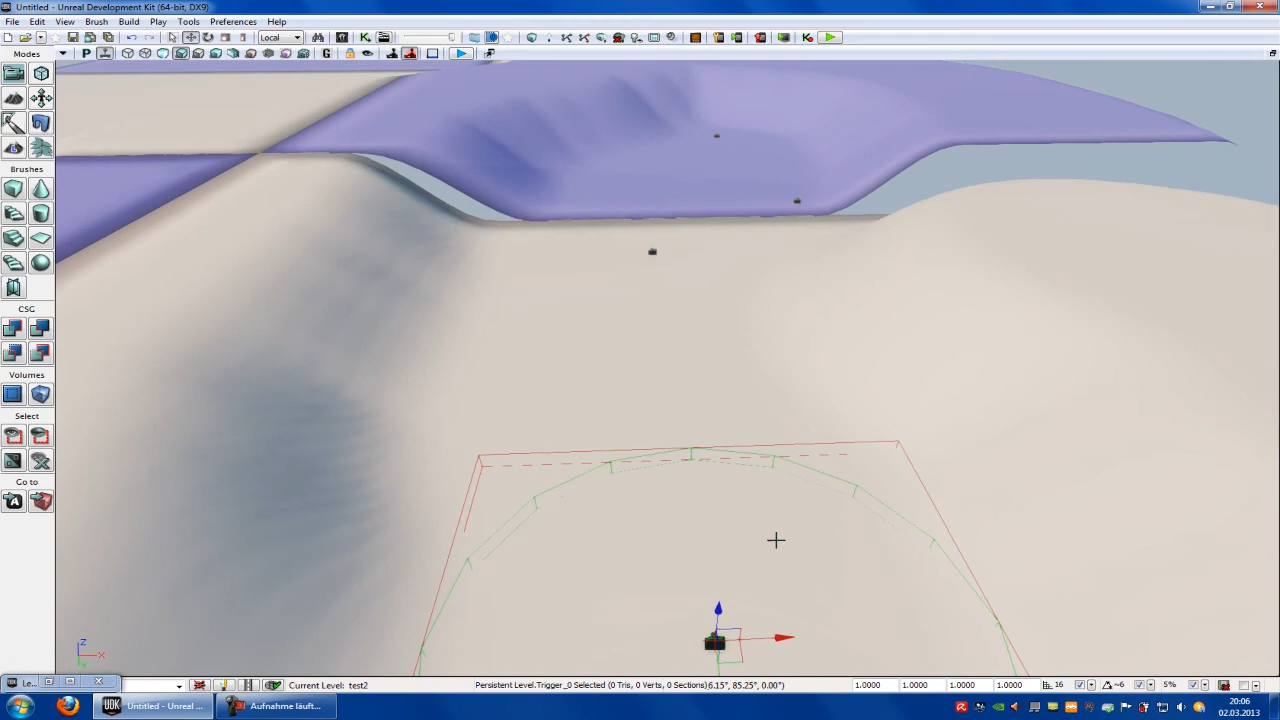 Untitled - Unreal Development Kit (64-bit, DX9)
File Edit View Brush Build Play Tools Preferences Help
Local
P
G
Modes
Brushes
CSG
Volumes
Select
Go to
Z
X
Y
Le...
Current Level: test2
Persistent Level.Trigger_0 Selected (0 Tris, 0 Verts, 0 Sections)
6.15°, 85.25°, 0.00°)
1.0000 1.0000 1.0000 1.0000
16
~6
5%
UDK Untitled - Unreal ...
Aufnahme läuft...
20:06
02.03.2013